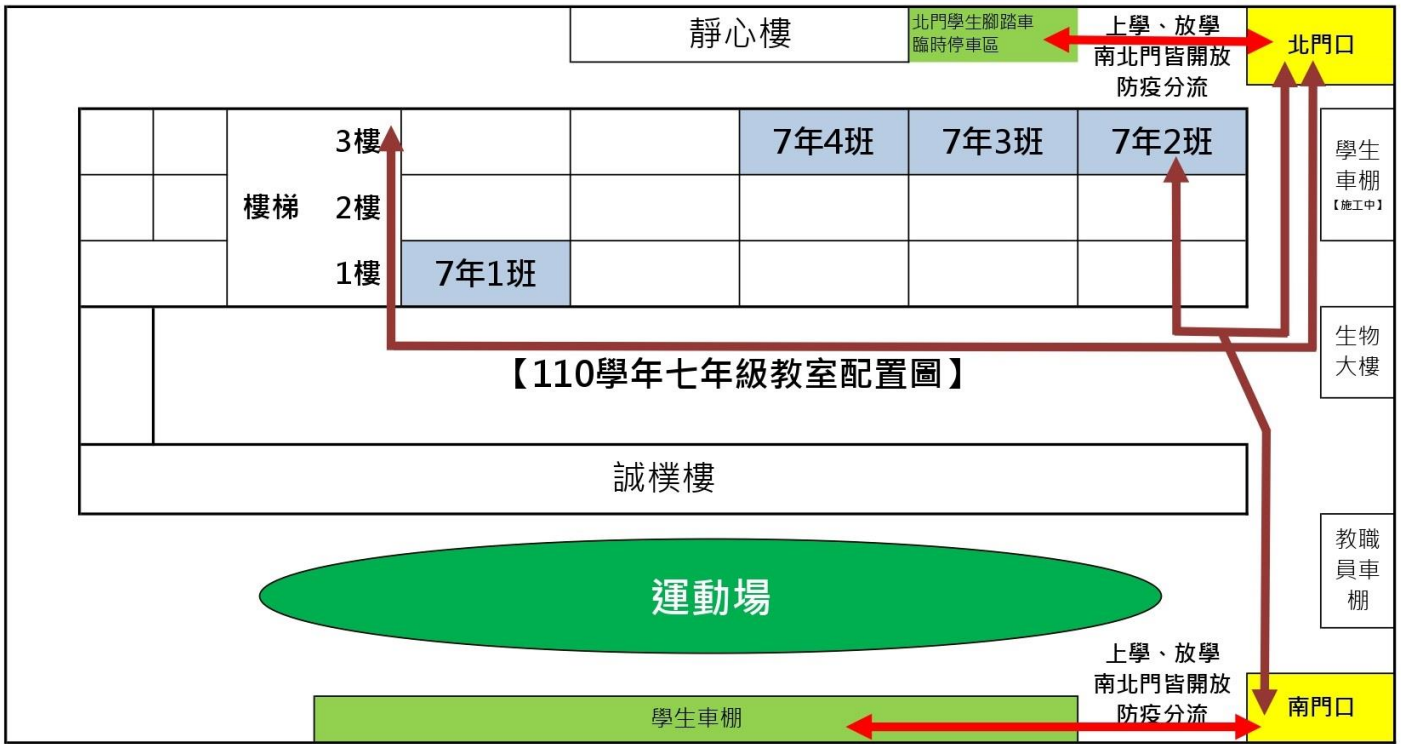 靜心樓
北門學生腳踏車
臨時停車區
上學、放學
南北門皆開放
防疫分流
北門口
3樓
7年4班
7年3班
7年2班
學生
車棚
【施工中】
樓梯
2樓
1樓
7年1班
生物
大樓
【110學年七年級教室配置圖】
誠樸樓
教職
員車
棚
運動場
上學、放學
南北門皆開放
防疫分流
學生車棚
南門口